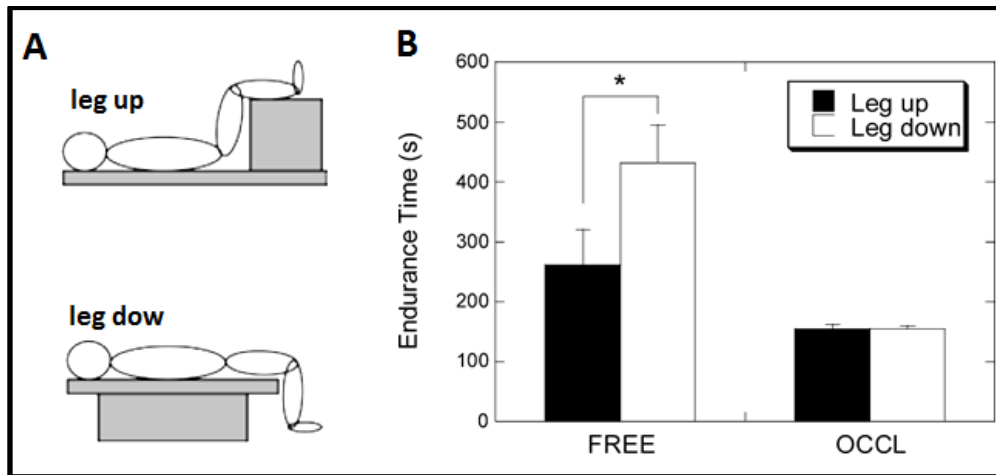 A
leg up
leg dow
B
600
500
400
300
200
100
0
Endurance Time (s)
*
Leg up
Leg down
FREE OCCL